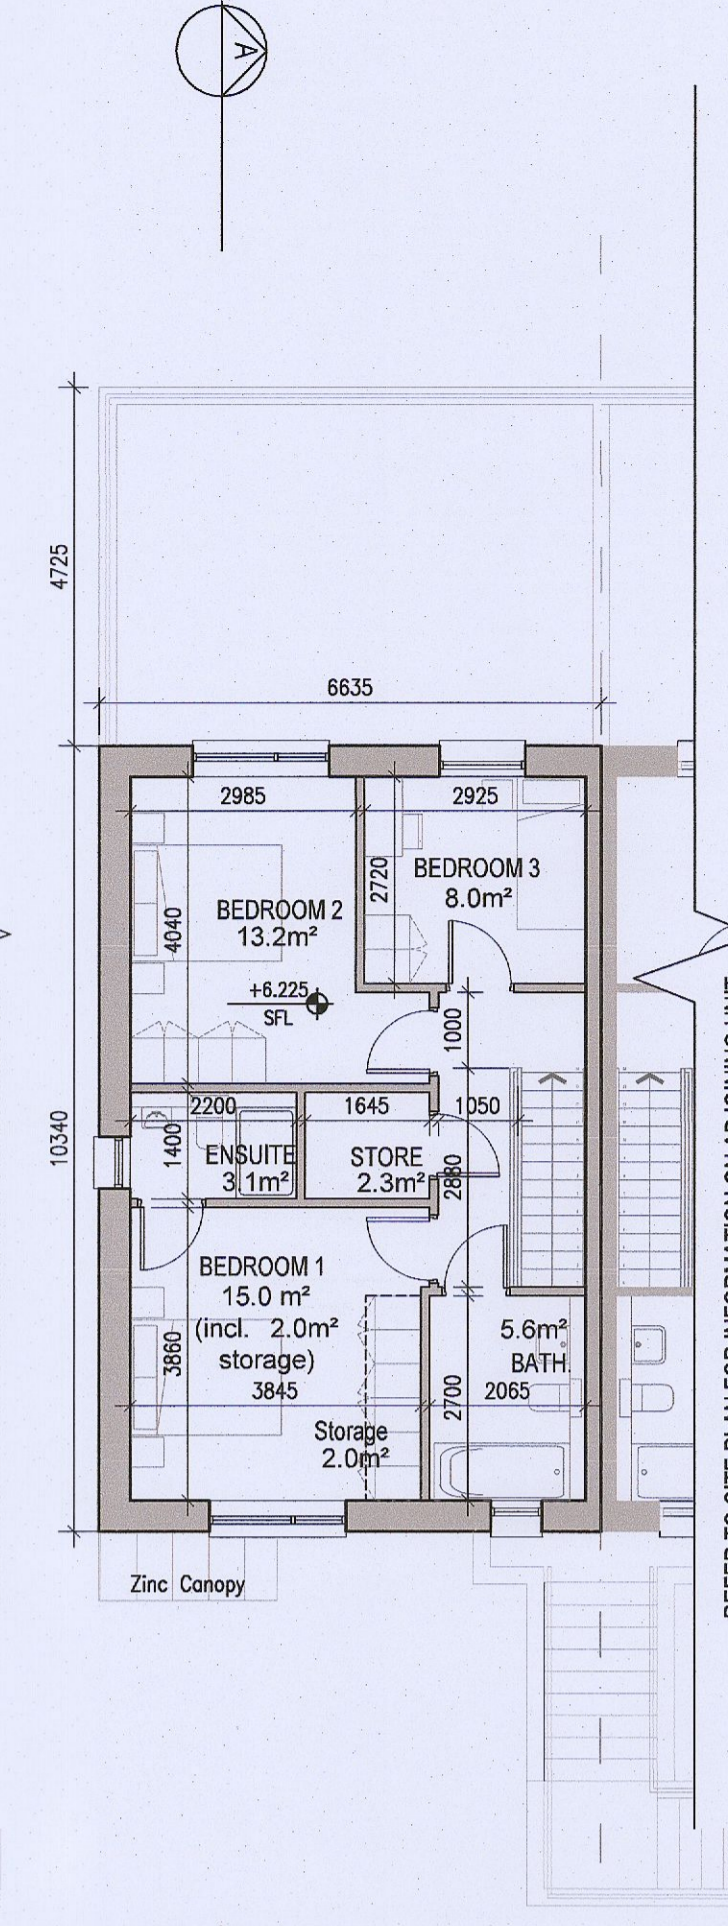 A
4725
6635
2985
2925
2720
BEDROOM 3
8.0m²
BEDROOM 2
13.2m²
4040
+6.225
SFL
1000
10340
2200
1645
1050
1400
ENSUITE
3.1m²
STORE
2.3m²
2880
BEDROOM 1
15.0 m²
(incl. 2.0m²
storage)
3860
3845
5.6m²
BATH.
2700
2065
Storage
2.0m²
Zinc Canopy